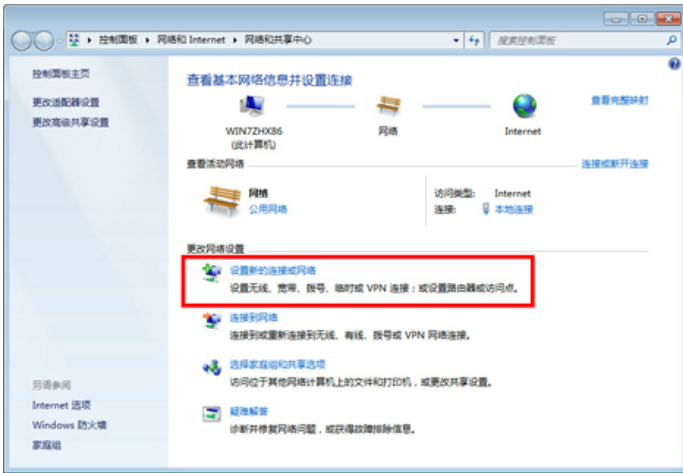 控制面板 ▸ 网络和 Internet ▸ 网络和共享中心
搜索控制面板
控制面板主页
更改适配器设置
更改高级共享设置
查看基本网络信息并设置连接
查看完整映射
WIN7ZHX86
(此计算机)
网络
Internet
查看活动网络
连接或断开连接
网络
公用网络
访问类型: Internet
连接: 本地连接
更改网络设置
设置新的连接或网络
设置无线、宽带、拨号、临时或 VPN 连接；或设置路由器或访问点。
连接到网络
连接到或重新连接到无线、有线、拨号或 VPN 网络连接。
选择家庭组和共享选项
访问位于其他网络计算机上的文件和打印机，或更改共享设置。
疑难解答
诊断并修复网络问题，或获得故障排除信息。
另请参阅
Internet 选项
Windows 防火墙
家庭组